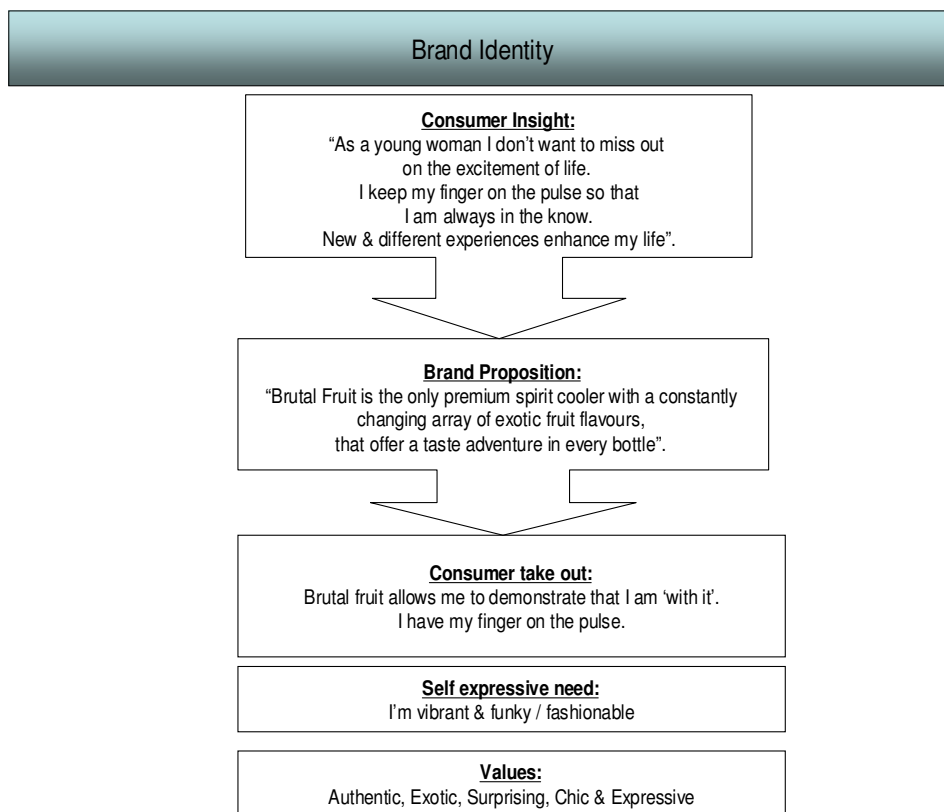 Brand Identity
Consumer Insight:
“As a young woman I don’t want to miss out
on the excitement of life.
I keep my finger on the pulse so that
I am always in the know.
New & different experiences enhance my life”.
Brand Proposition:
“Brutal Fruit is the only premium spirit cooler with a constantly
changing array of exotic fruit flavours,
that offer a taste adventure in every bottle”.
Consumer take out:
Brutal fruit allows me to demonstrate that I am ‘with it’.
I have my finger on the pulse.
Self expressive need:
I’m vibrant & funky / fashionable
Values:
Authentic, Exotic, Surprising, Chic & Expressive